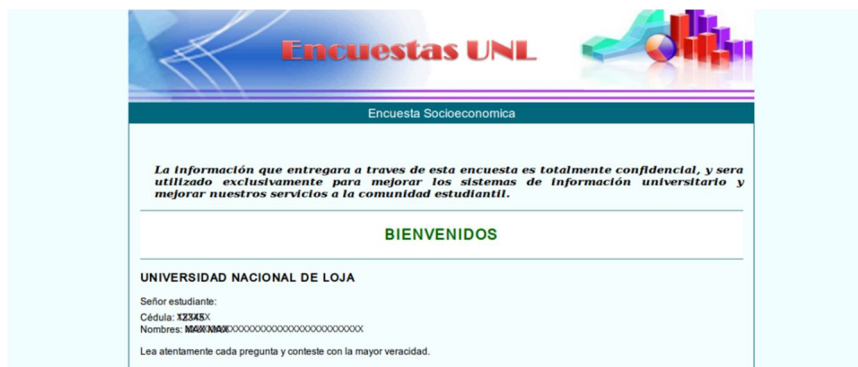 Encuestas UNL
Encuesta Socioeconomica
La información que entregara a traves de esta encuesta es totalmente confidencial, y sera
utilizado exclusivamente para mejorar los sistemas de información universitario y
mejorar nuestros servicios a la comunidad estudiantil.
BIENVENIDOS
UNIVERSIDAD NACIONAL DE LOJA
Señor estudiante:
Cédula:
Nombres:
Lea atentamente cada pregunta y conteste con la mayor veracidad.